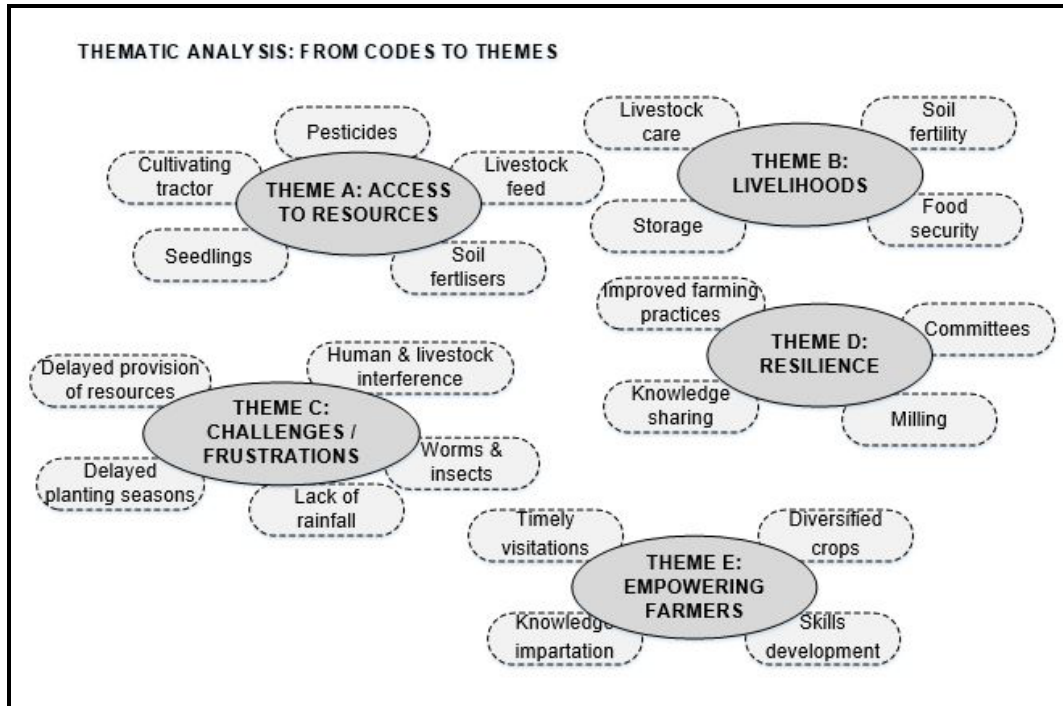 THEMATIC ANALYSIS: FROM CODES TO THEMES
Pesticides
Cultivating
tractor
Livestock
feed
THEME A: ACCESS
TO RESOURCES
Seedlings
Soil
fertlisers
Livestock
care
Soil
fertility
THEME B:
LIVELIHOODS
Storage
Food
security
Delayed provision
of resources
Human & livestock
interference
THEME C:
CHALLENGES /
FRUSTRATIONS
Worms &
insects
Delayed
planting seasons
Lack of
rainfall
Improved farming
practices
Committees
THEME D:
RESILIENCE
Knowledge
sharing
Milling
Timely
visitations
Diversified
crops
THEME E:
EMPOWERING
FARMERS
Knowledge
impartation
Skills
development